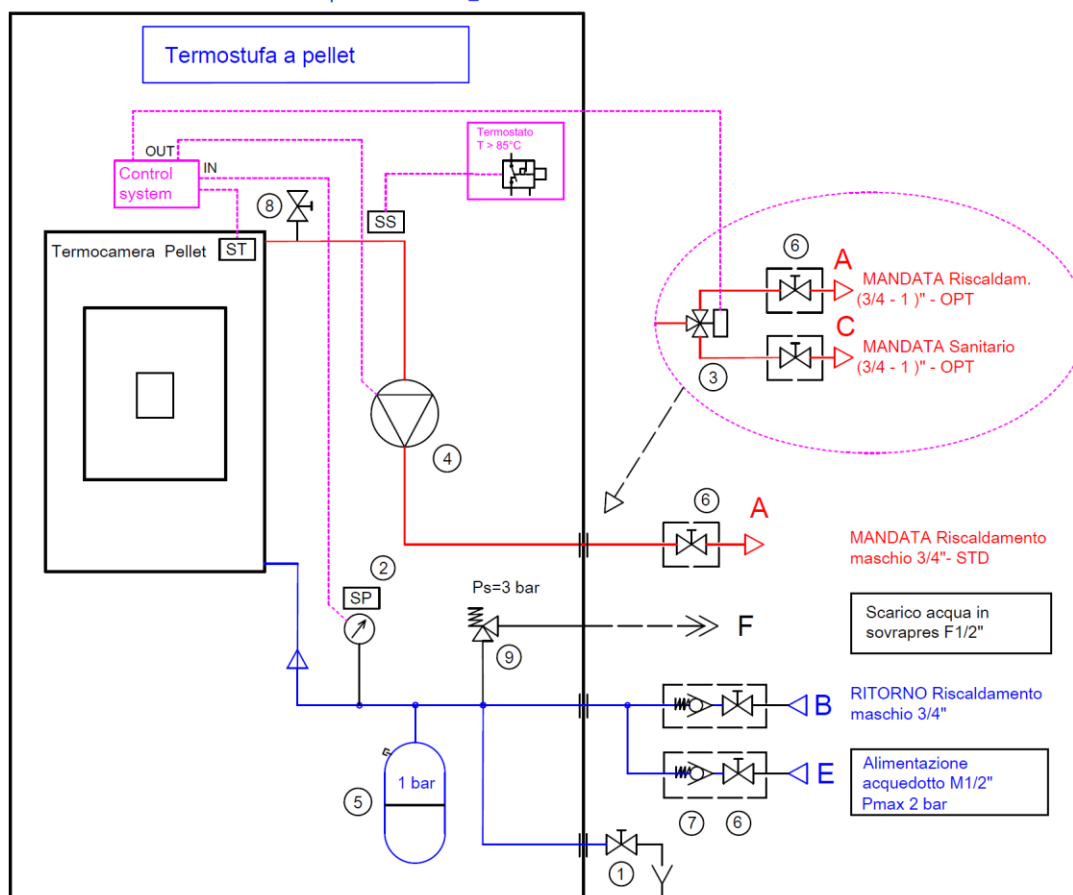 Termostufa a pellet
Termostato
T > 85°C
OUT
IN
Control
system
8
SS
Termocamera Pellet
ST
6
A
MANDATA Riscaldam.
(3/4 - 1 )" - OPT
C
MANDATA Sanitario
(3/4 - 1 )" - OPT
3
4
6
A
MANDATA Riscaldamento
maschio 3/4"- STD
2
SP
Ps=3 bar
F
Scarico acqua in
sovrapres F1/2"
9
B
RITORNO Riscaldamento
maschio 3/4"
1 bar
5
E
Alimentazione
acquedotto M1/2"
Pmax 2 bar
7
6
1